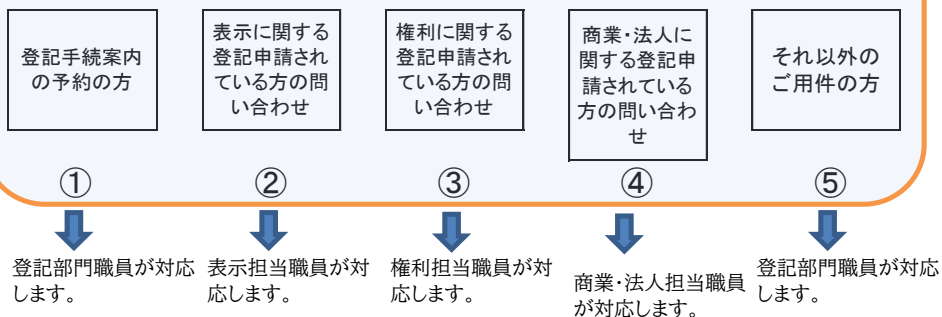 登記手続案内
の予約の方
表示に関する
登記申請され
ている方の問
い合わせ
権利に関する
登記申請され
ている方の問
い合わせ
商業・法人に
関する登記申
請されている
方の問い合わ
せ
それ以外の
ご用件の方
①
②
③
④
⑤
登記部門職員が対応
します。
表示担当職員が対
応します。
権利担当職員が対
応します。
商業・法人担当職員
が対応します。
登記部門職員が対応
します。